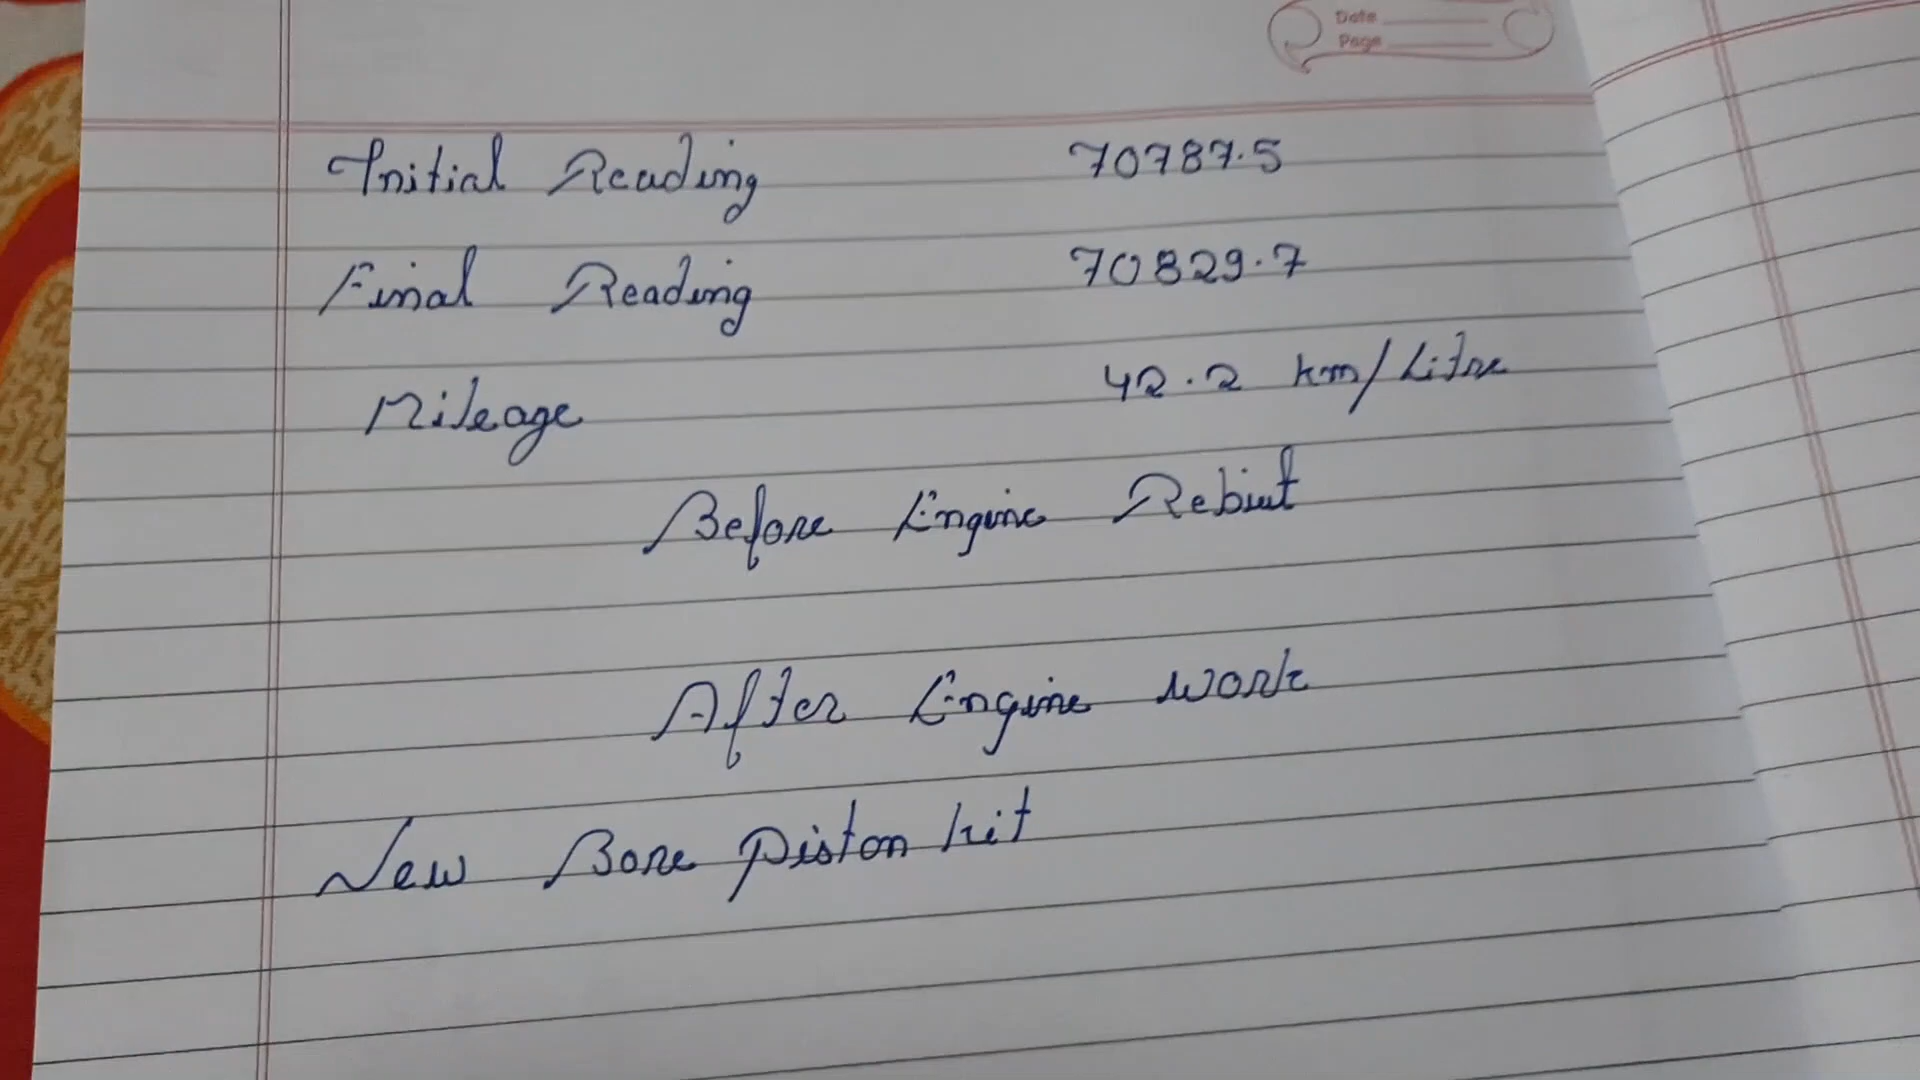 Date
Page
Initial Reading 70787.5
Final Reading 70829.7
Mileage 42.2 km/Litre
Before Engine Rebiut
After Engine work
New Bore Piston kit